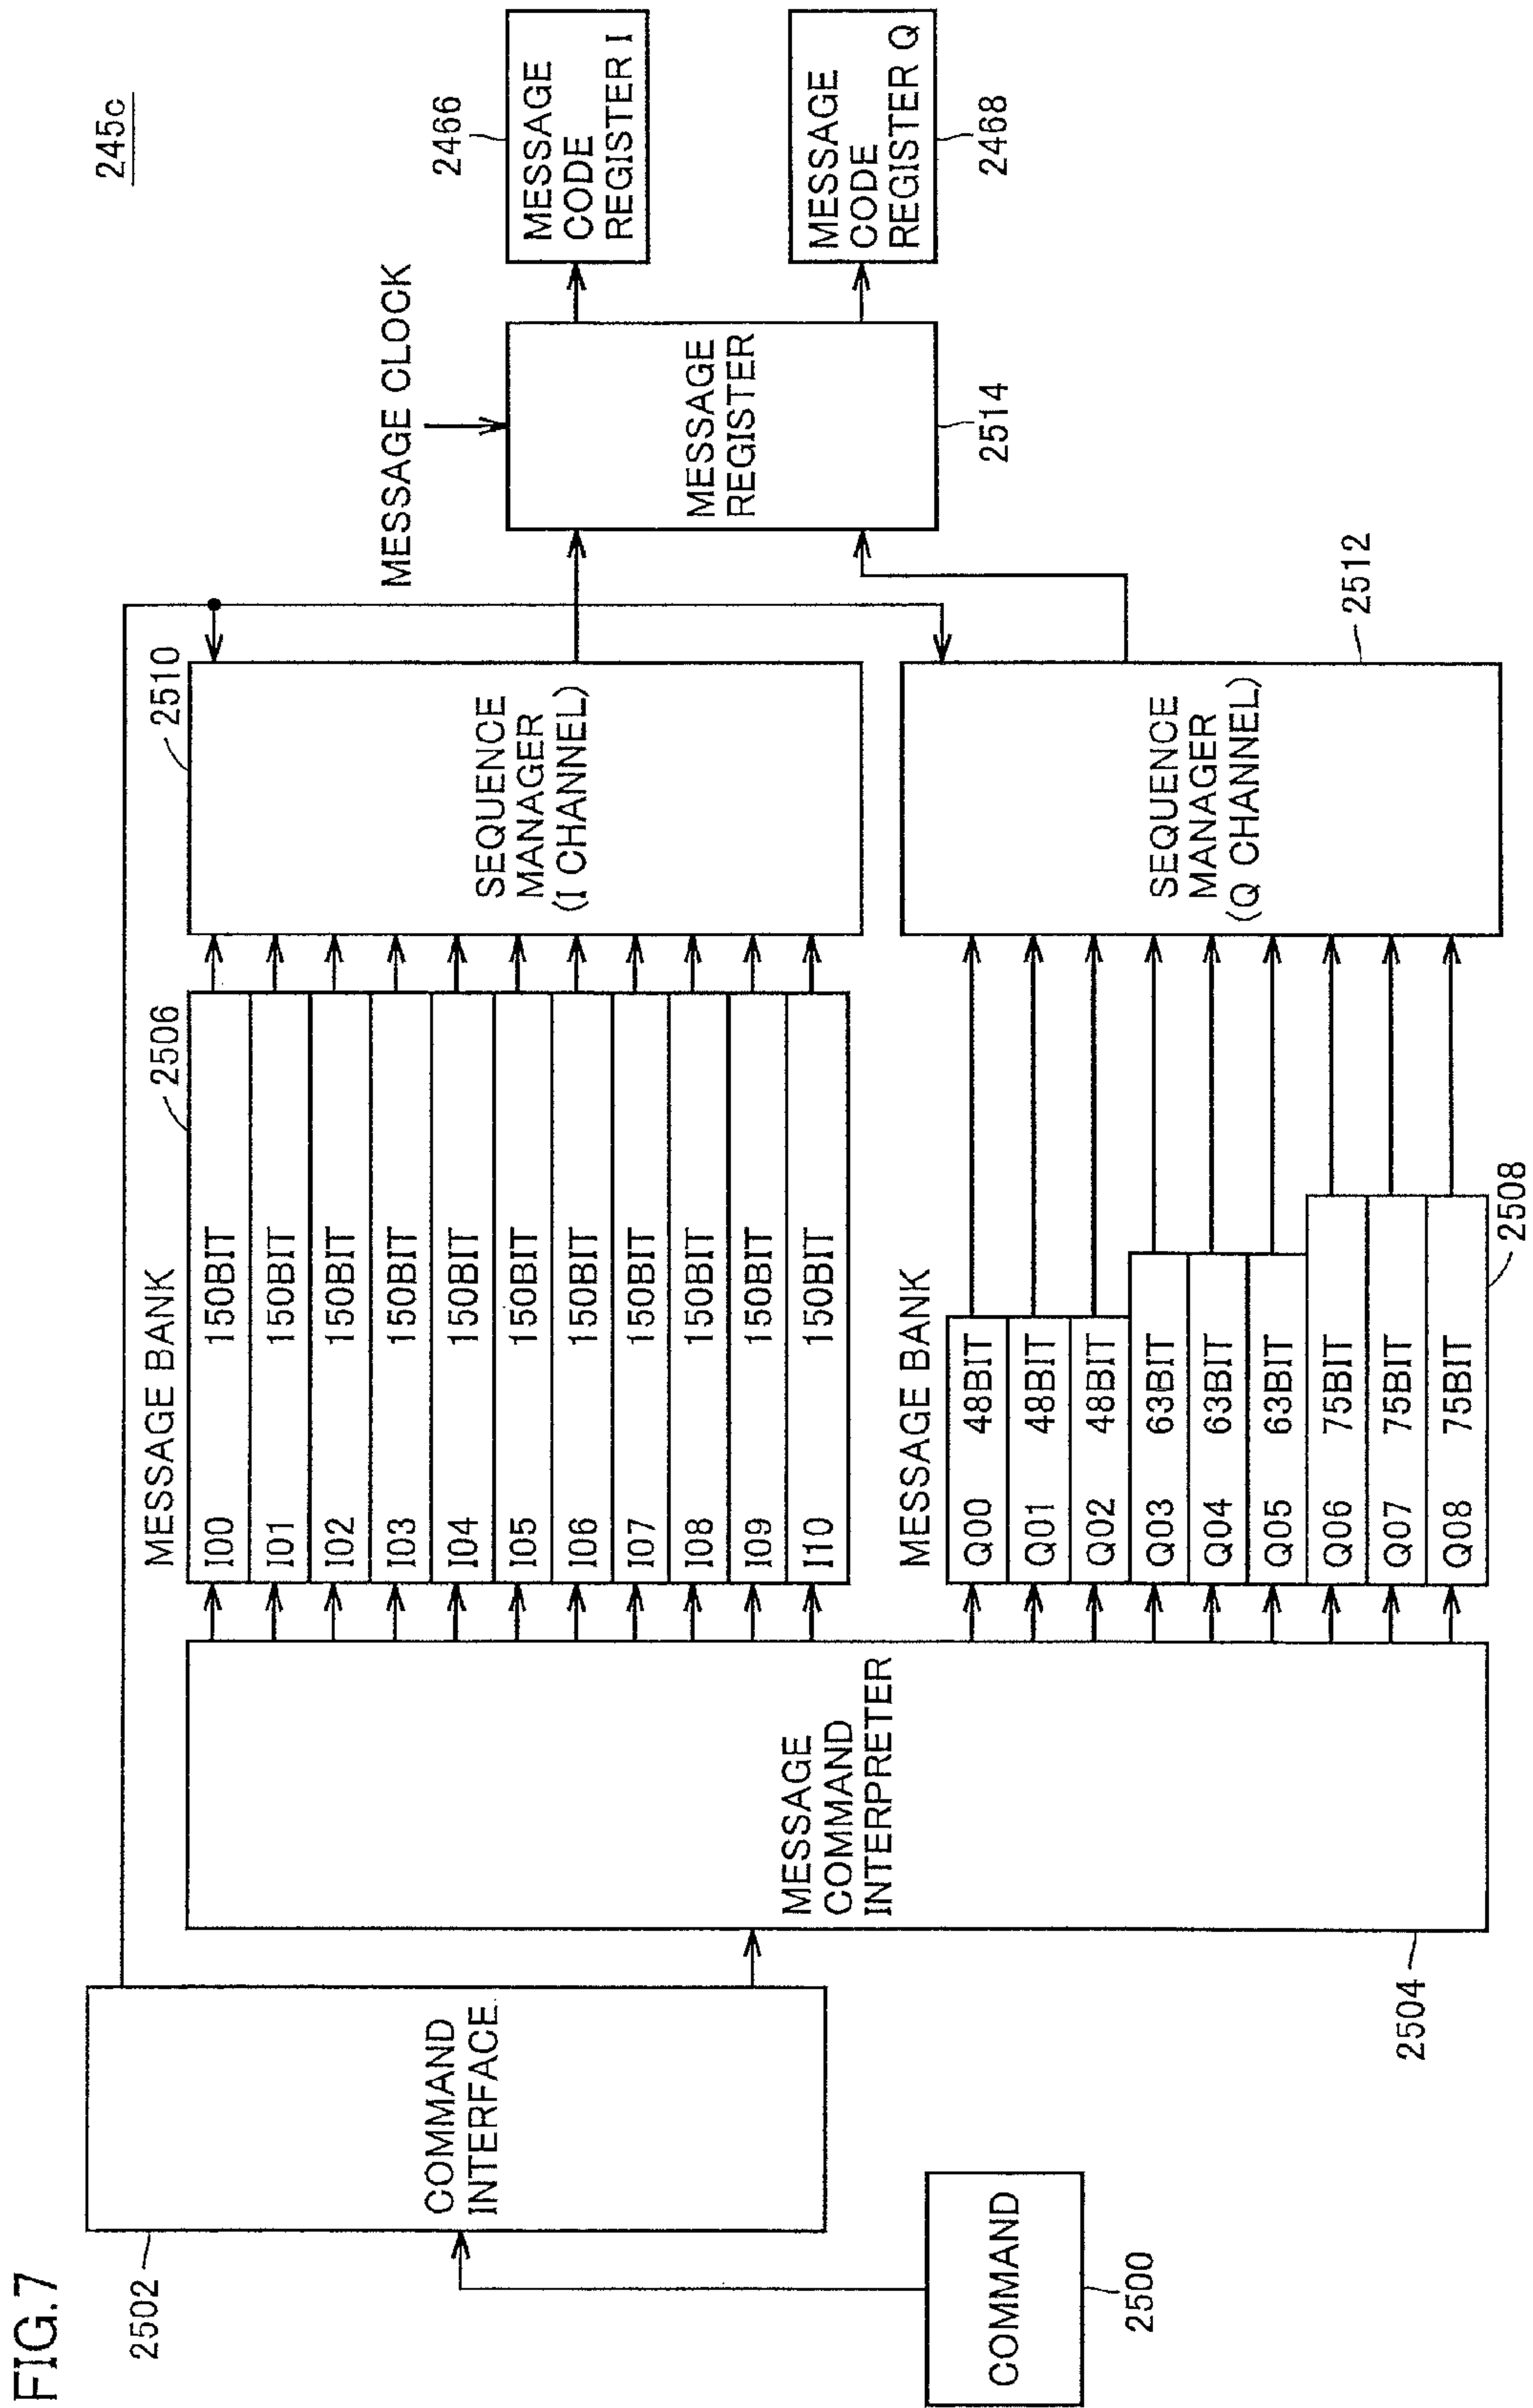 FIG.7
245c
2502
COMMAND
INTERFACE
COMMAND
2500
MESSAGE
COMMAND
INTERPRETER
2504
MESSAGE BANK
2506
I00 150BIT
I01 150BIT
I02 150BIT
I03 150BIT
I04 150BIT
I05 150BIT
I06 150BIT
I07 150BIT
I08 150BIT
I09 150BIT
I10 150BIT
MESSAGE BANK
Q00 48BIT
Q01 48BIT
Q02 48BIT
Q03 63BIT
Q04 63BIT
Q05 63BIT
Q06 75BIT
Q07 75BIT
Q08 75BIT
2508
2510
SEQUENCE
MANAGER
(I CHANNEL)
SEQUENCE
MANAGER
(Q CHANNEL)
2512
MESSAGE CLOCK
MESSAGE
REGISTER
2514
2466
MESSAGE
CODE
REGISTER I
MESSAGE
CODE
REGISTER Q
2468